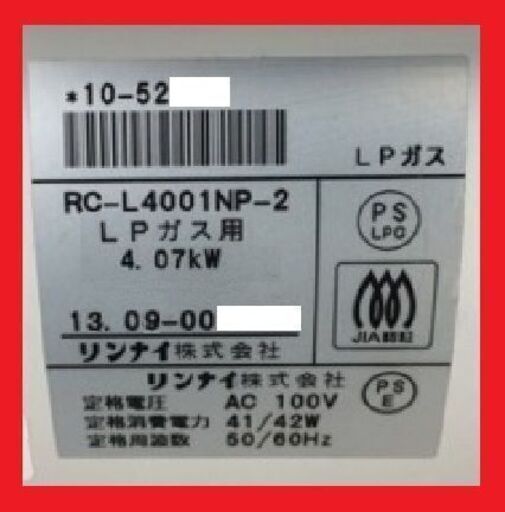 *10-52
LPガス
RC-L4001NP-2
LPガス用
4.07kW
PS
LPG
JIA認証
13.09-00
リンナイ株式会社
リンナイ株式会社
定格電圧 AC 100V
定格消費電力 41/42W
定格周波数 50/60Hz
PS
E